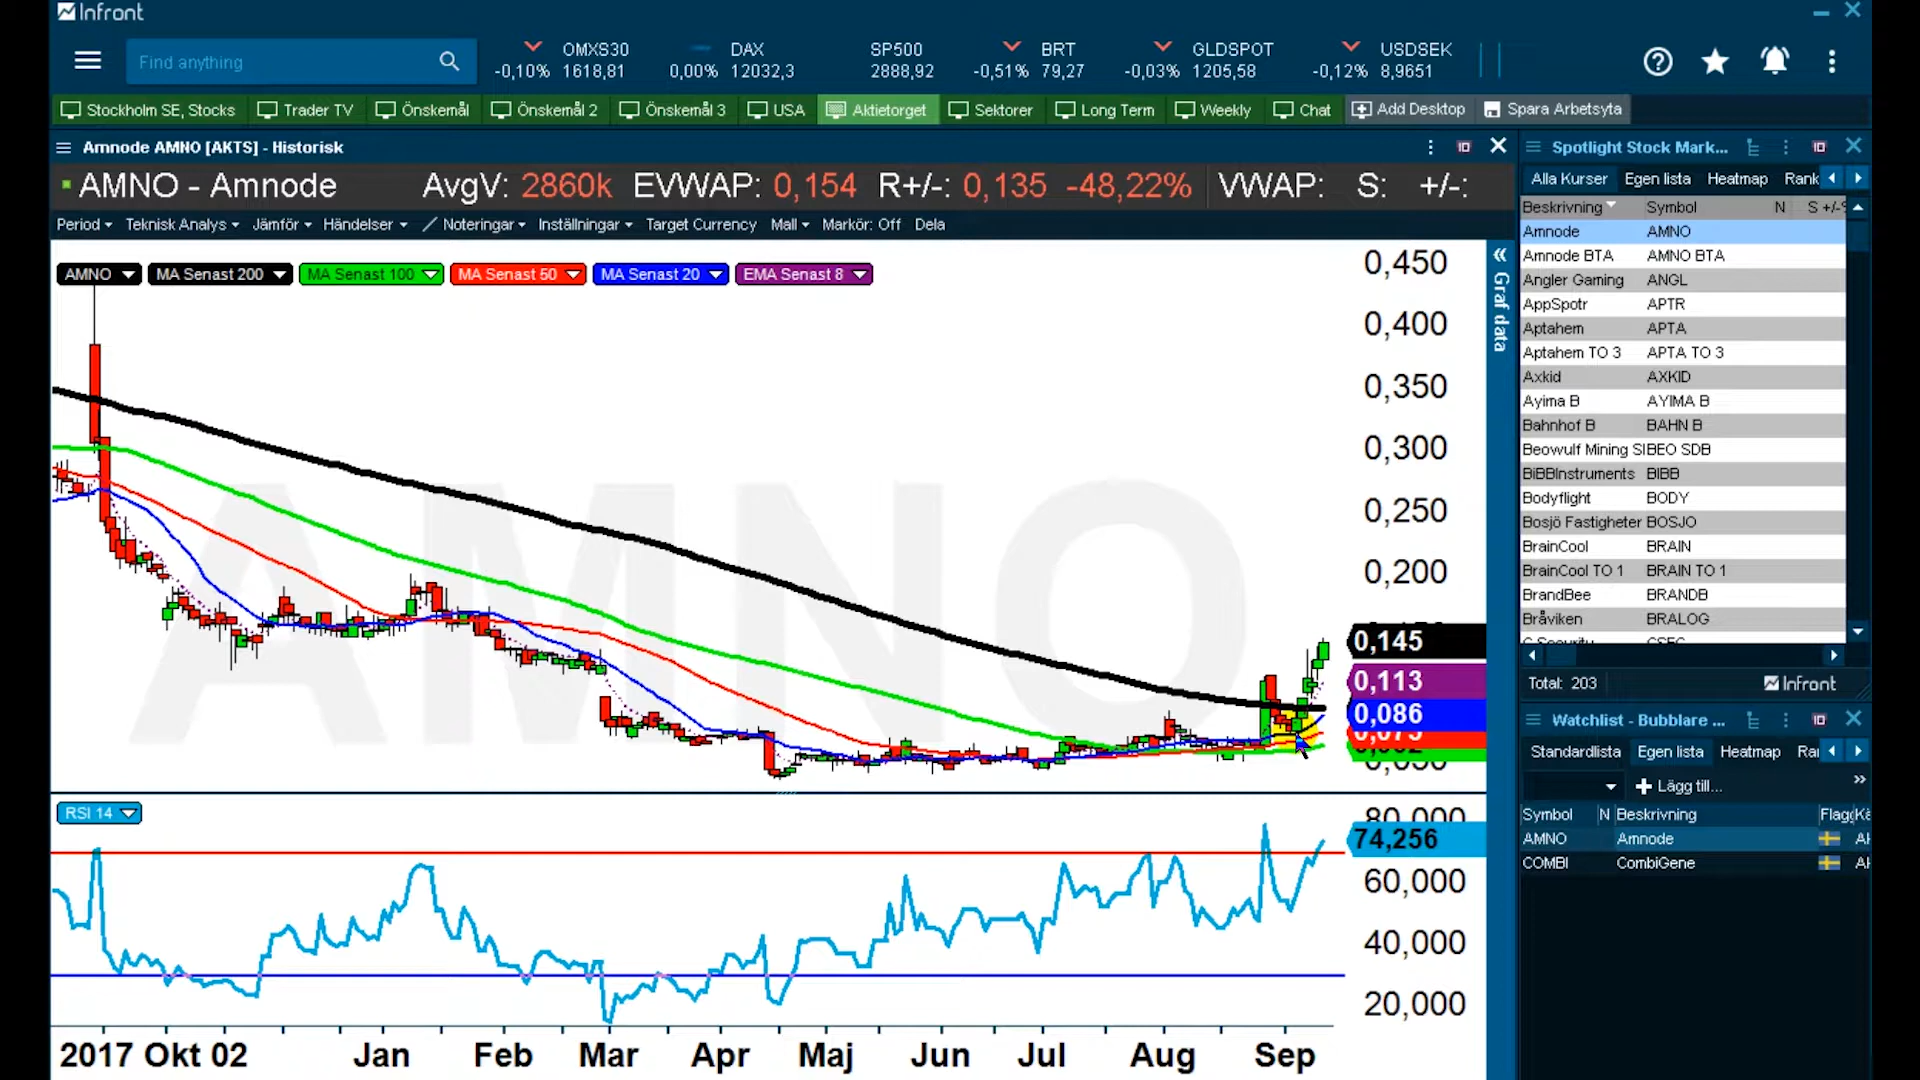 Infront
Find anything
OMXS30
-0,10% 1618,81
DAX
0,00% 12032,3
SP500
2888,92
BRT
-0,51% 79,27
GLDSPOT
-0,03% 1205,58
USDSEK
-0,12% 8,9651
Stockholm SE, Stocks Trader TV Önskemål Önskemål 2 Önskemål 3 USA Aktietorget Sektorer Long Term Weekly Chat Add Desktop Spara Arbetsyta
Amnode AMNO [AKTS] - Historisk
AMNO - Amnode AvgV: 2860k EVWAP: 0,154 R+/-: 0,135 -48,22% VWAP: S: +/-:
Period Teknisk Analys Jämför Händelser Noteringar Inställningar Target Currency Mall Markör: Off Dela
AMNO MA Senast 200 MA Senast 100 MA Senast 50 MA Senast 20 EMA Senast 8
AMNO
0,450
0,400
0,350
0,300
0,250
0,200
0,145
0,113
0,086
Graf data
RSI 14
80,000
74,256
60,000
40,000
20,000
2017 Okt 02 Jan Feb Mar Apr Maj Jun Jul Aug Sep
Spotlight Stock Mark...
Alla Kurser Egen lista Heatmap Rank
Beskrivning Symbol N S +/-%
Amnode AMNO
Amnode BTA AMNO BTA
Angler Gaming ANGL
AppSpotr APTR
Aptahem APTA
Aptahem TO 3 APTA TO 3
Axkid AXKID
Ayima B AYIMA B
Bahnhof B BAHN B
Beowulf Mining SI BEO SDB
BiBBInstruments BIBB
Bodyflight BODY
Bosjö Fastigheter BOSJO
BrainCool BRAIN
BrainCool TO 1 BRAIN TO 1
BrandBee BRANDB
Bråviken BRALOG
Total: 203 Infront
Watchlist - Bubblare ...
Standardlista Egen lista Heatmap Ran
Lägg till...
Symbol N Beskrivning Flagg Kä
AMNO Amnode
COMBI CombiGene